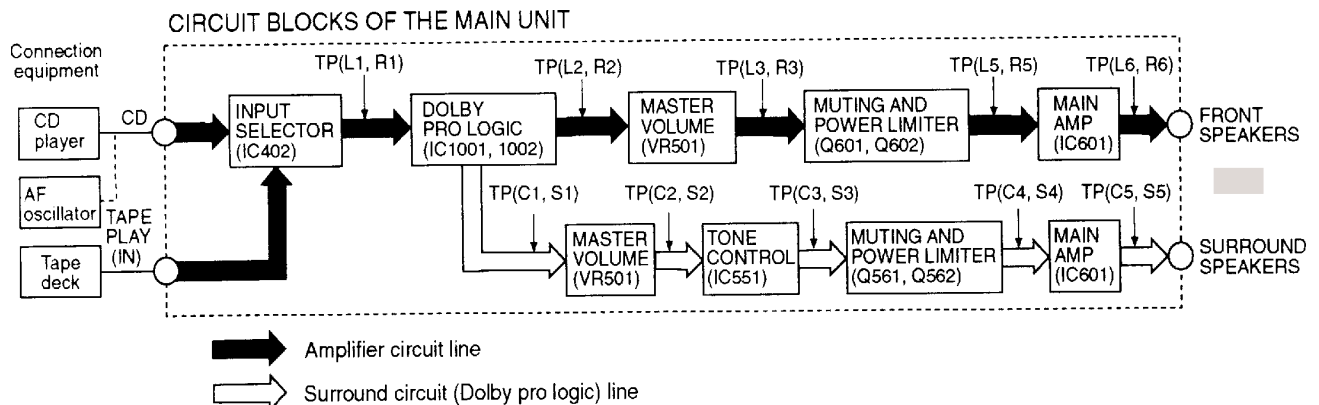 CIRCUIT BLOCKS OF THE MAIN UNIT
Connection
equipment
CD
player
CD
AF
oscillator
TAPE
PLAY
(IN)
Tape
deck
INPUT
SELECTOR
(IC402)
TP(L1, R1)
DOLBY
PRO LOGIC
(IC1001, 1002)
TP(L2, R2)
MASTER
VOLUME
(VR501)
TP(L3, R3)
MUTING AND
POWER LIMITER
(Q601, Q602)
TP(L5, R5)
MAIN
AMP
(IC601)
TP(L6, R6)
FRONT
SPEAKERS
TP(C1, S1)
MASTER
VOLUME
(VR501)
TP(C2, S2)
TONE
CONTROL
(IC551)
TP(C3, S3)
MUTING AND
POWER LIMITER
(Q561, Q562)
TP(C4, S4)
MAIN
AMP
(IC601)
TP(C5, S5)
SURROUND
SPEAKERS
Amplifier circuit line
Surround circuit (Dolby pro logic) line